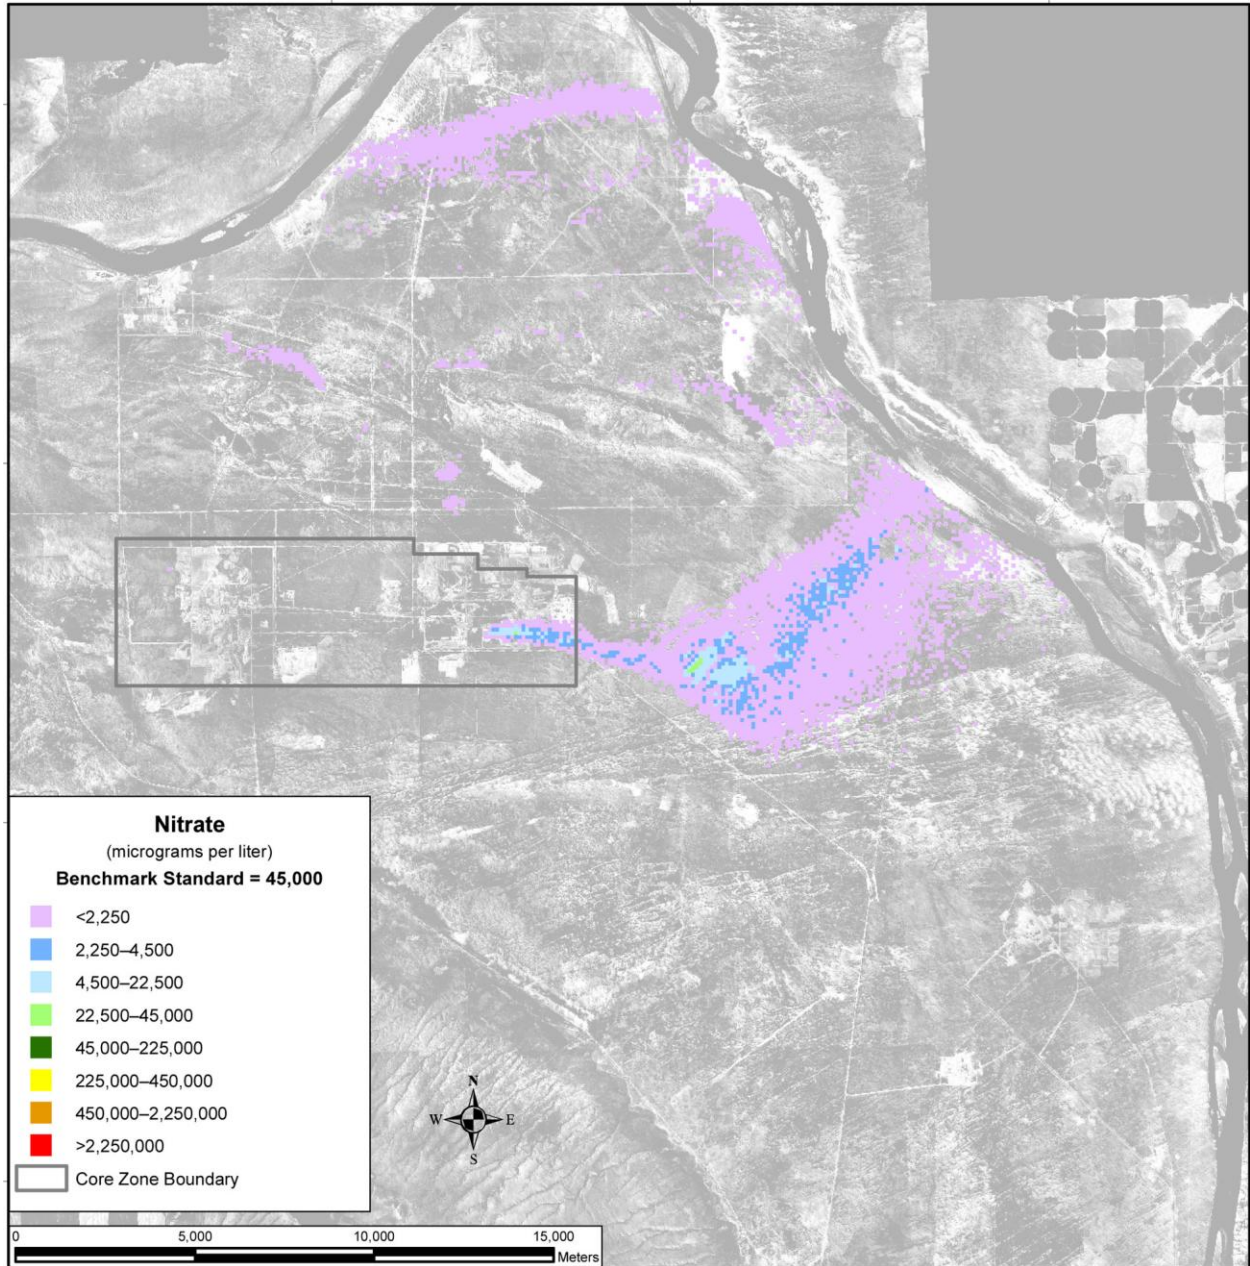 Nitrate
(micrograms per liter)
Benchmark Standard = 45,000
<2,250
2,250–4,500
4,500–22,500
22,500–45,000
45,000–225,000
225,000–450,000
450,000–2,250,000
>2,250,000
Core Zone Boundary
N
W E
S
0 5,000 10,000 15,000
Meters